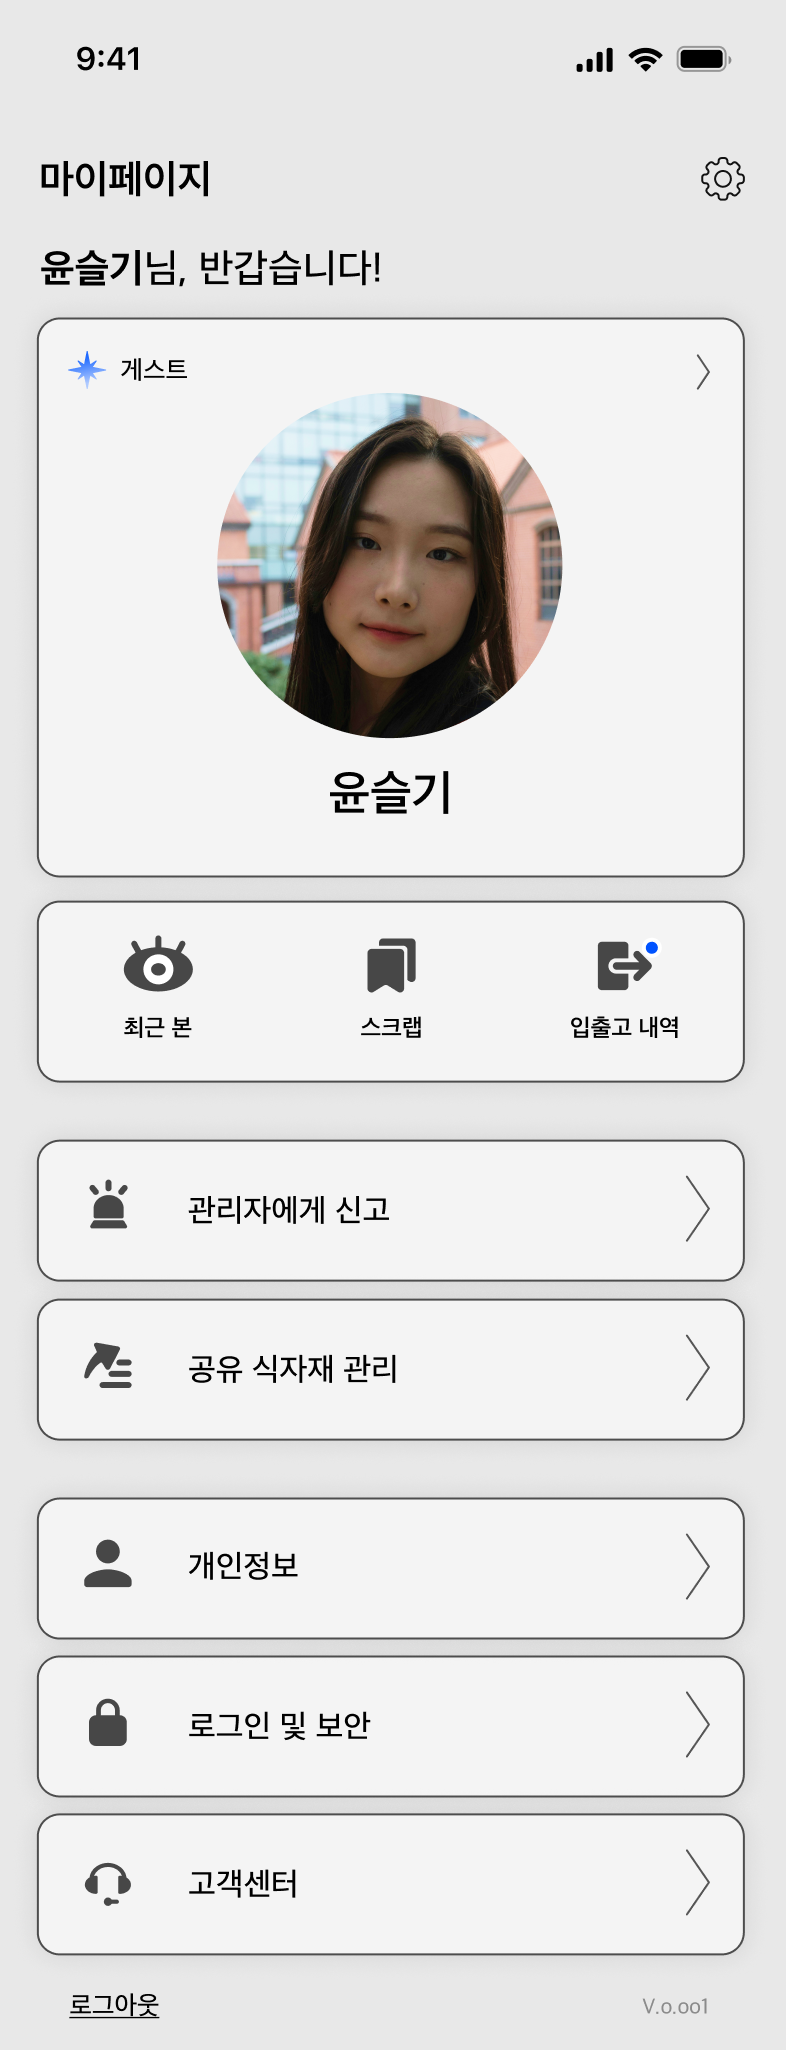 9:41
마이페이지
윤슬기님, 반갑습니다!
게스트
윤슬기
최근 본
스크랩
입출고 내역
관리자에게 신고
공유 식자재 관리
개인정보
로그인 및 보안
고객센터
로그아웃
V.o.oo1